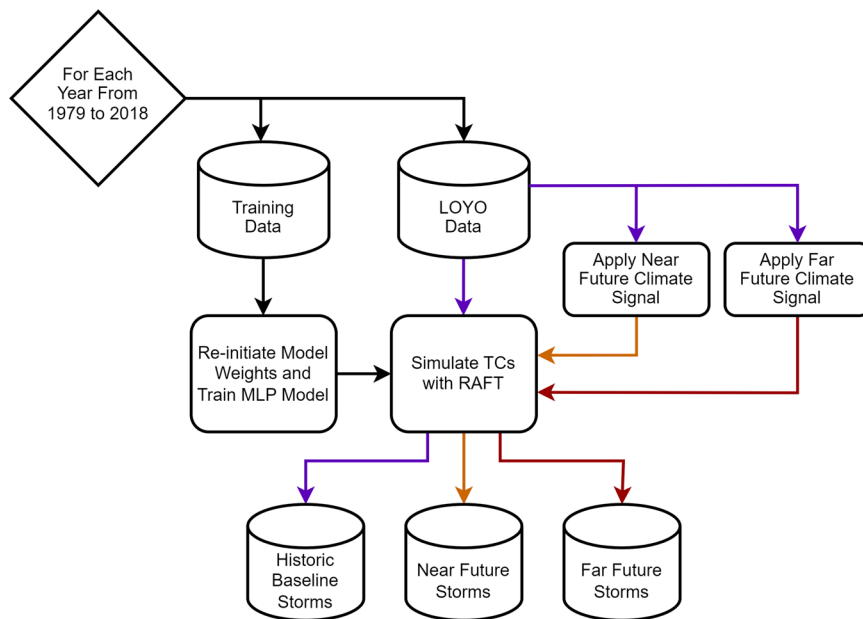 For Each
Year From
1979 to 2018
Training
Data
LOYO
Data
Apply Near
Future Climate
Signal
Apply Far
Future Climate
Signal
Re-initiate Model
Weights and
Train MLP Model
Simulate TCs
with RAFT
Historic
Baseline
Storms
Near Future
Storms
Far Future
Storms